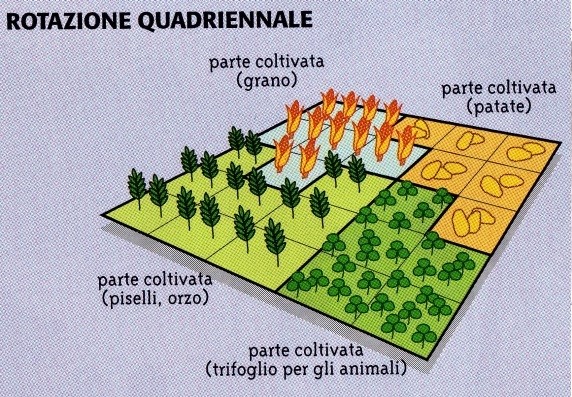 ROTAZIONE QUADRIENNALE
parte coltivata
(grano)
parte coltivata
(patate)
parte coltivata
(piselli, orzo)
parte coltivata
(trifoglio per gli animali)